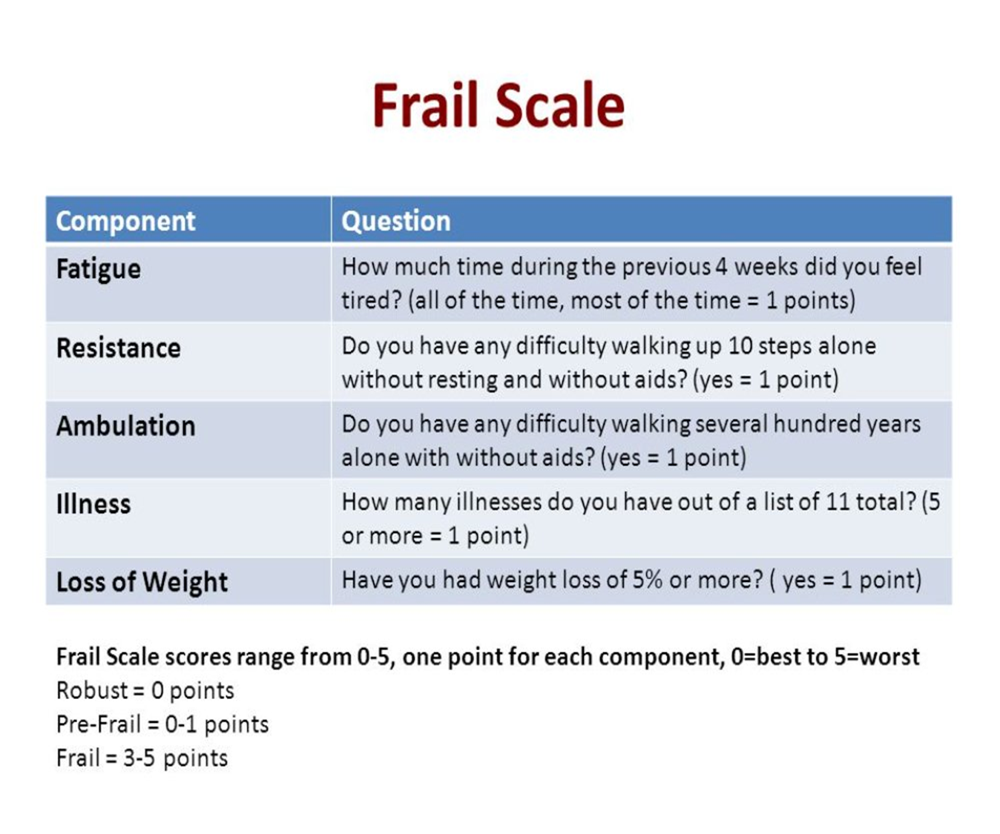 Frail Scale
Component Question
Fatigue How much time during the previous 4 weeks did you feel
tired? (all of the time, most of the time = 1 points)
Resistance Do you have any difficulty walking up 10 steps alone
without resting and without aids? (yes = 1 point)
Ambulation Do you have any difficulty walking several hundred years
alone with without aids? (yes = 1 point)
Illness How many illnesses do you have out of a list of 11 total? (5
or more = 1 point)
Loss of Weight Have you had weight loss of 5% or more? ( yes = 1 point)
Frail Scale scores range from 0-5, one point for each component, 0=best to 5=worst
Robust = 0 points
Pre-Frail = 0-1 points
Frail = 3-5 points